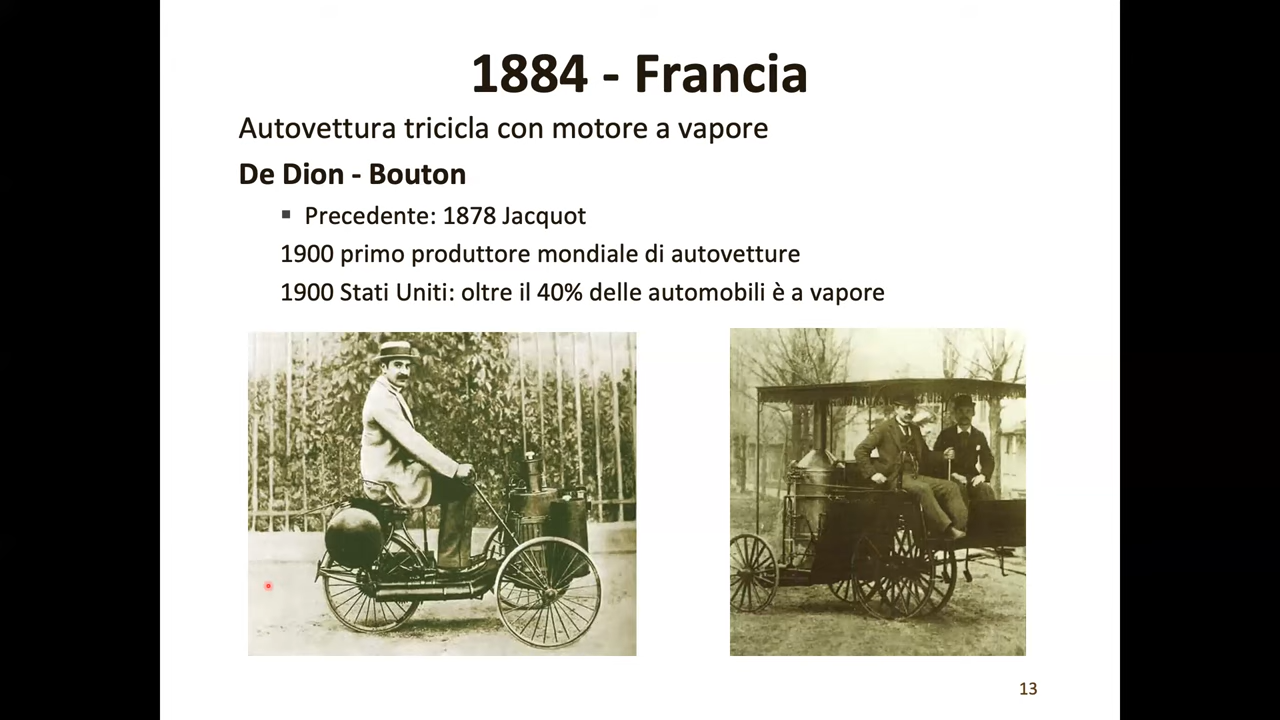 1884 - Francia
Autovettura tricicla con motore a vapore
De Dion - Bouton
▪ Precedente: 1878 Jacquot
1900 primo produttore mondiale di autovetture
1900 Stati Uniti: oltre il 40% delle automobili è a vapore
13